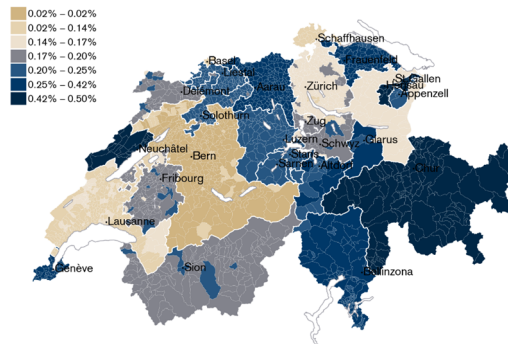 0.02% – 0.02%
0.02% – 0.14%
0.14% – 0.17%
0.17% – 0.20%
0.20% – 0.25%
0.25% – 0.42%
0.42% – 0.50%
Schaffhausen
Basel
Frauenfeld
Liestal
St. Gallen
Delémont
Aarau
Zürich
Appenzell
Solothurn
Zug
Neuchâtel
Luzern
Schwyz
Glarus
Bern
Stans
Sarnen
Altdorf
Chur
Fribourg
Lausanne
Genève
Sion
Bellinzona